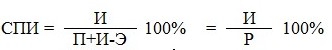 СПИ = И / П+И-Э 100% = И / Р 100%